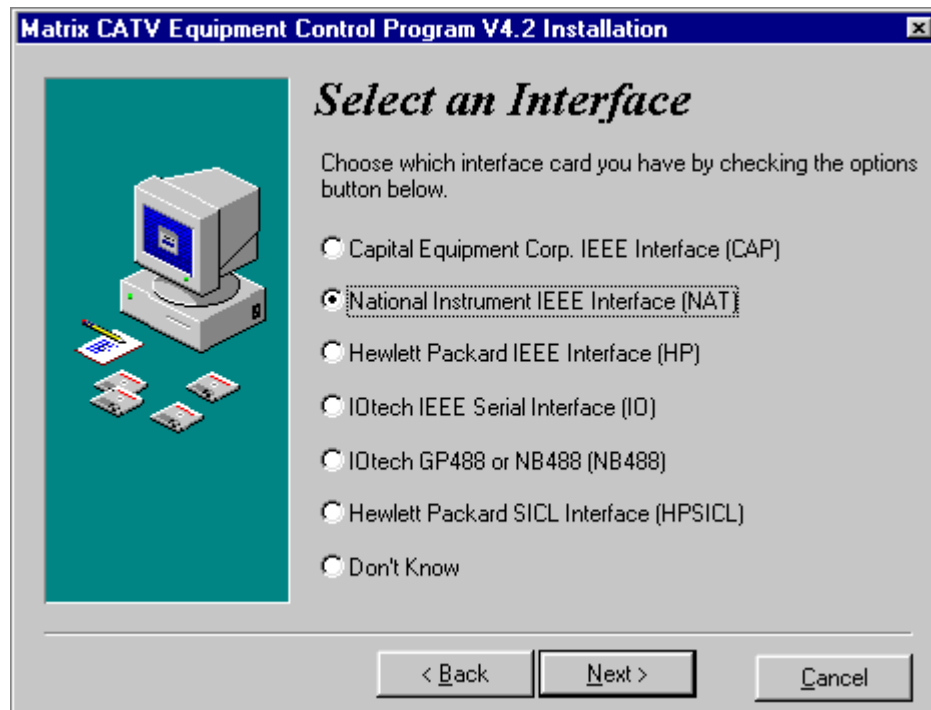 Matrix CATV Equipment Control Program V4.2 Installation
Select an Interface
Choose which interface card you have by checking the options
button below.
Capital Equipment Corp. IEEE Interface (CAP)
National Instrument IEEE Interface (NAT)
Hewlett Packard IEEE Interface (HP)
IOtech IEEE Serial Interface (IO)
IOtech GP488 or NB488 (NB488)
Hewlett Packard SICL Interface (HPSICL)
Don't Know
< Back
Next >
Cancel